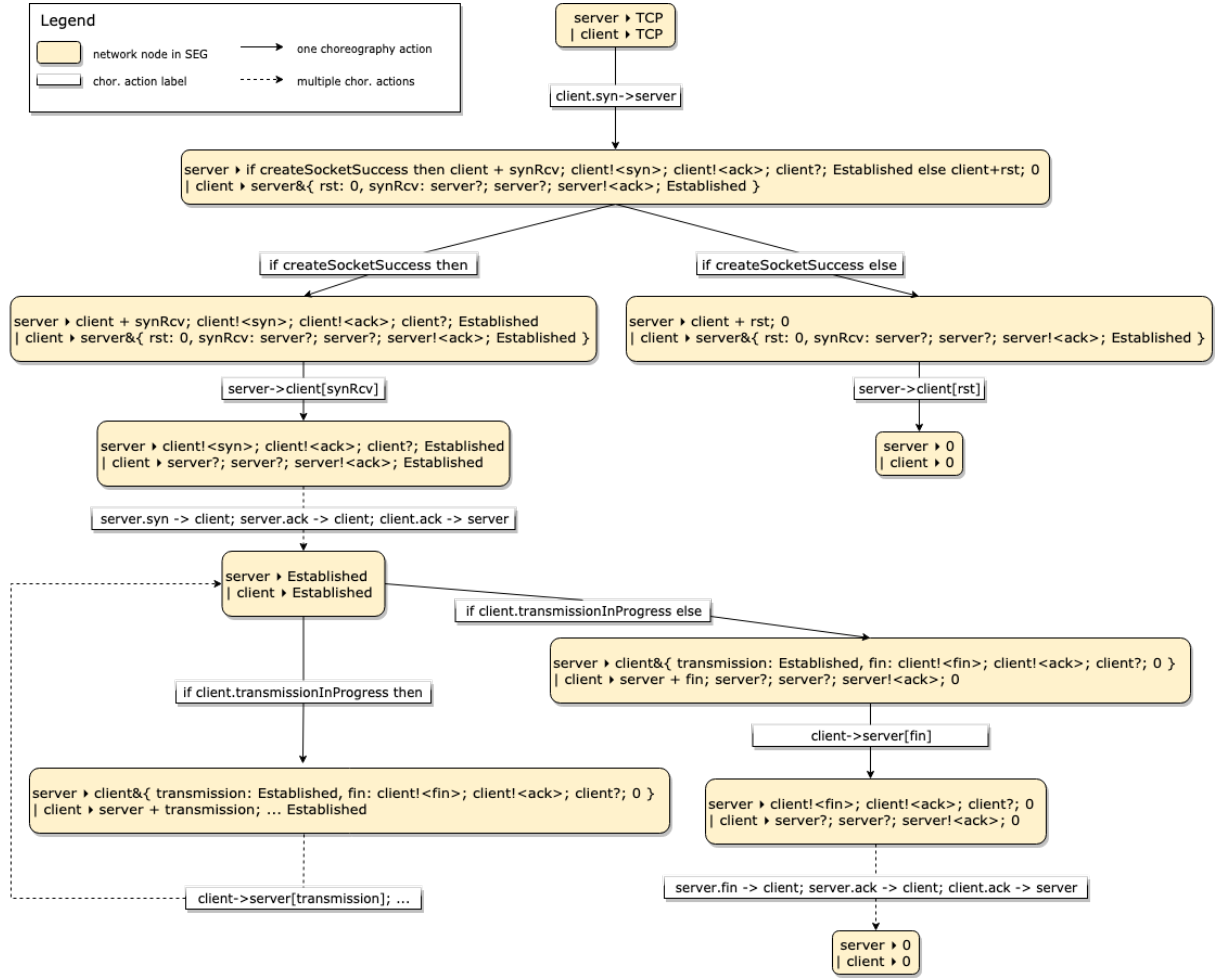 Legend
network node in SEG
one choreography action
chor. action label
multiple chor. actions
server ▸ TCP
| client ▸ TCP
client.syn->server
server ▸ if createSocketSuccess then client + synRcv; client!<syn>; client!<ack>; client?; Established else client+rst; 0
| client ▸ server&{ rst: 0, synRcv: server?; server?; server!<ack>; Established }
if createSocketSuccess then
if createSocketSuccess else
server ▸ client + synRcv; client!<syn>; client!<ack>; client?; Established
| client ▸ server&{ rst: 0, synRcv: server?; server?; server!<ack>; Established }
server ▸ client + rst; 0
| client ▸ server&{ rst: 0, synRcv: server?; server?; server!<ack>; Established }
server->client[synRcv]
server->client[rst]
server ▸ client!<syn>; client!<ack>; client?; Established
| client ▸ server?; server?; server!<ack>; Established
server ▸ 0
| client ▸ 0
server.syn -> client; server.ack -> client; client.ack -> server
server ▸ Established
| client ▸ Established
if client.transmissionInProgress else
server ▸ client&{ transmission: Established, fin: client!<fin>; client!<ack>; client?; 0 }
| client ▸ server + fin; server?; server?; server!<ack>; 0
if client.transmissionInProgress then
client->server[fin]
server ▸ client&{ transmission: Established, fin: client!<fin>; client!<ack>; client?; 0 }
| client ▸ server + transmission; ... Established
server ▸ client!<fin>; client!<ack>; client?; 0
| client ▸ server?; server?; server!<ack>; 0
client->server[transmission]; ...
server.fin -> client; server.ack -> client; client.ack -> server
server ▸ 0
| client ▸ 0